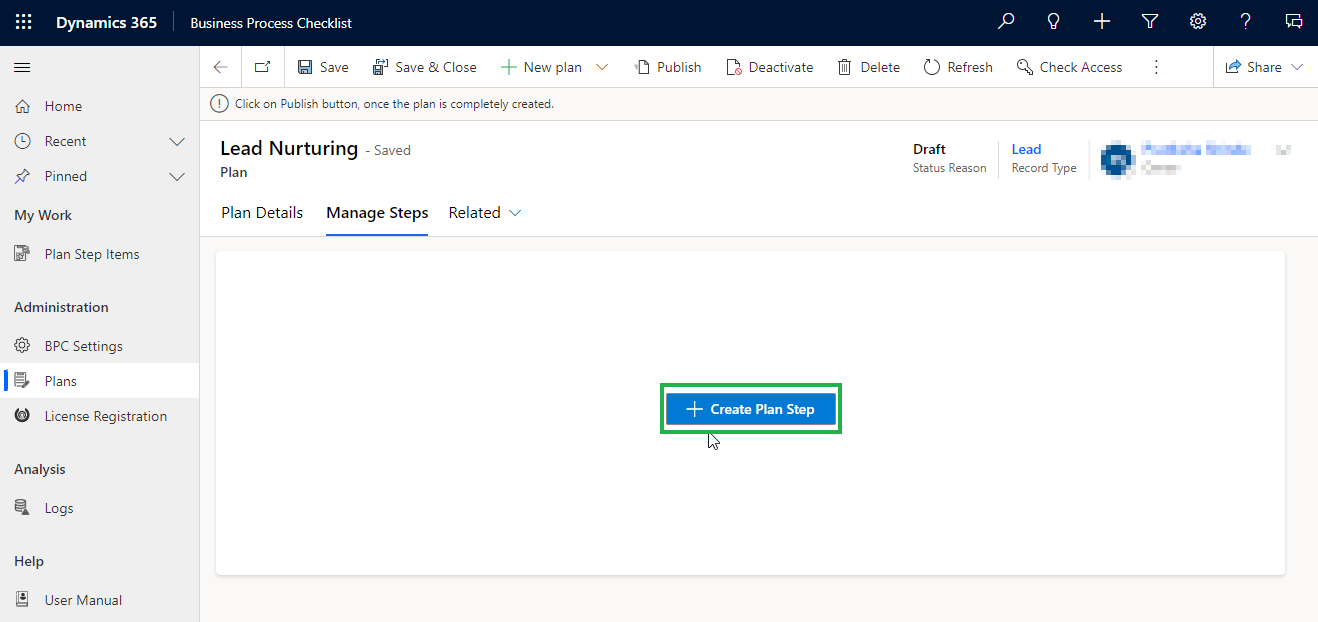 Dynamics 365 Business Process Checklist
Save Save & Close New plan Publish Deactivate Delete Refresh Check Access Share
Click on Publish button, once the plan is completely created.
Home
Recent
Pinned
My Work
Plan Step Items
Administration
BPC Settings
Plans
License Registration
Analysis
Logs
Help
User Manual
Lead Nurturing - Saved
Plan
Draft
Status Reason
Lead
Record Type
Plan Details Manage Steps Related
Create Plan Step